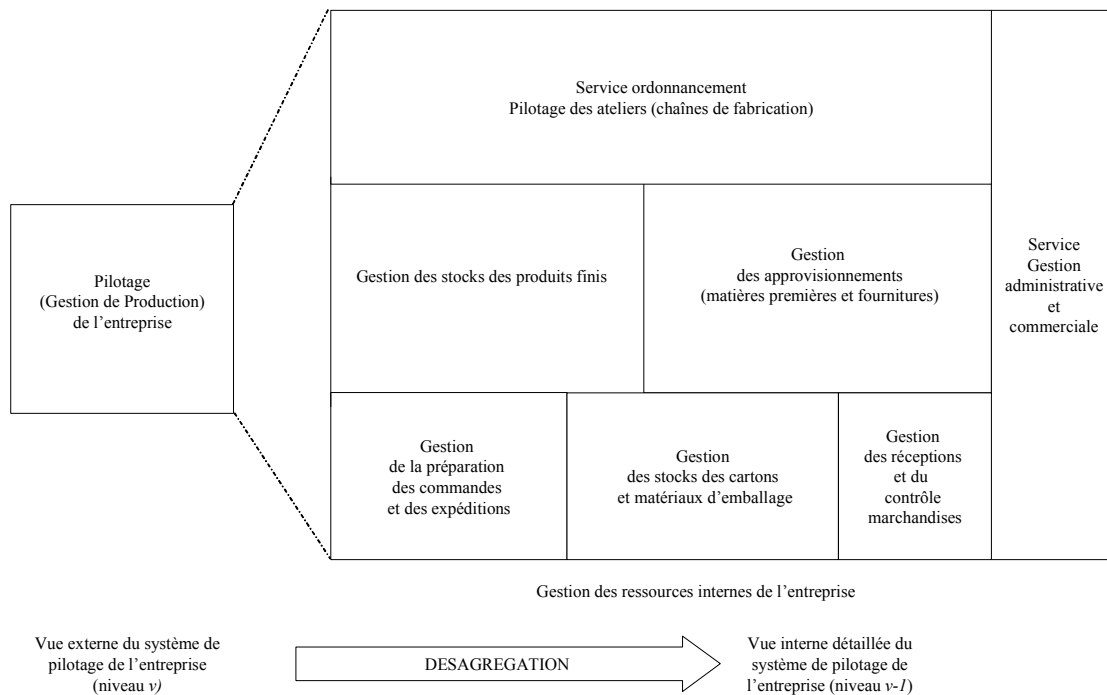 Service ordonnancement
Pilotage des ateliers (chaînes de fabrication)
Pilotage
(Gestion de Production)
de l’entreprise
Gestion des stocks des produits finis
Gestion
des approvisionnements
(matières premières et fournitures)
Service
Gestion
administrative
et
commerciale
Gestion
de la préparation
des commandes
et des expéditions
Gestion
des stocks des cartons
et matériaux d’emballage
Gestion
des réceptions
et du
contrôle
marchandises
Gestion des ressources internes de l’entreprise
Vue externe du système de
pilotage de l’entreprise
(niveau v)
DESAGREGATION
Vue interne détaillée du
système de pilotage de
l’entreprise (niveau v-1)